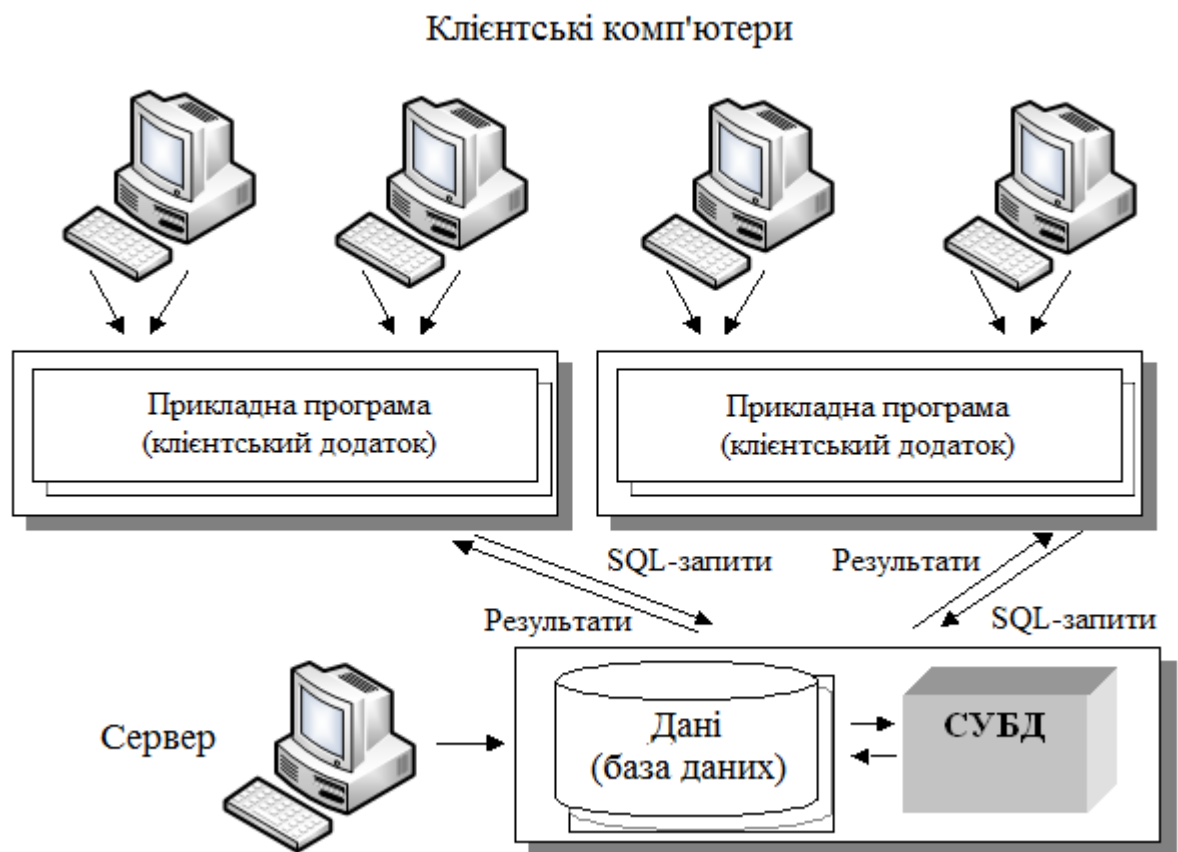 Клієнтські комп'ютери
Прикладна програма
(клієнтський додаток)
Прикладна програма
(клієнтський додаток)
SQL-запити
Результати
Результати
SQL-запити
Сервер
Дані
(база даних)
СУБД